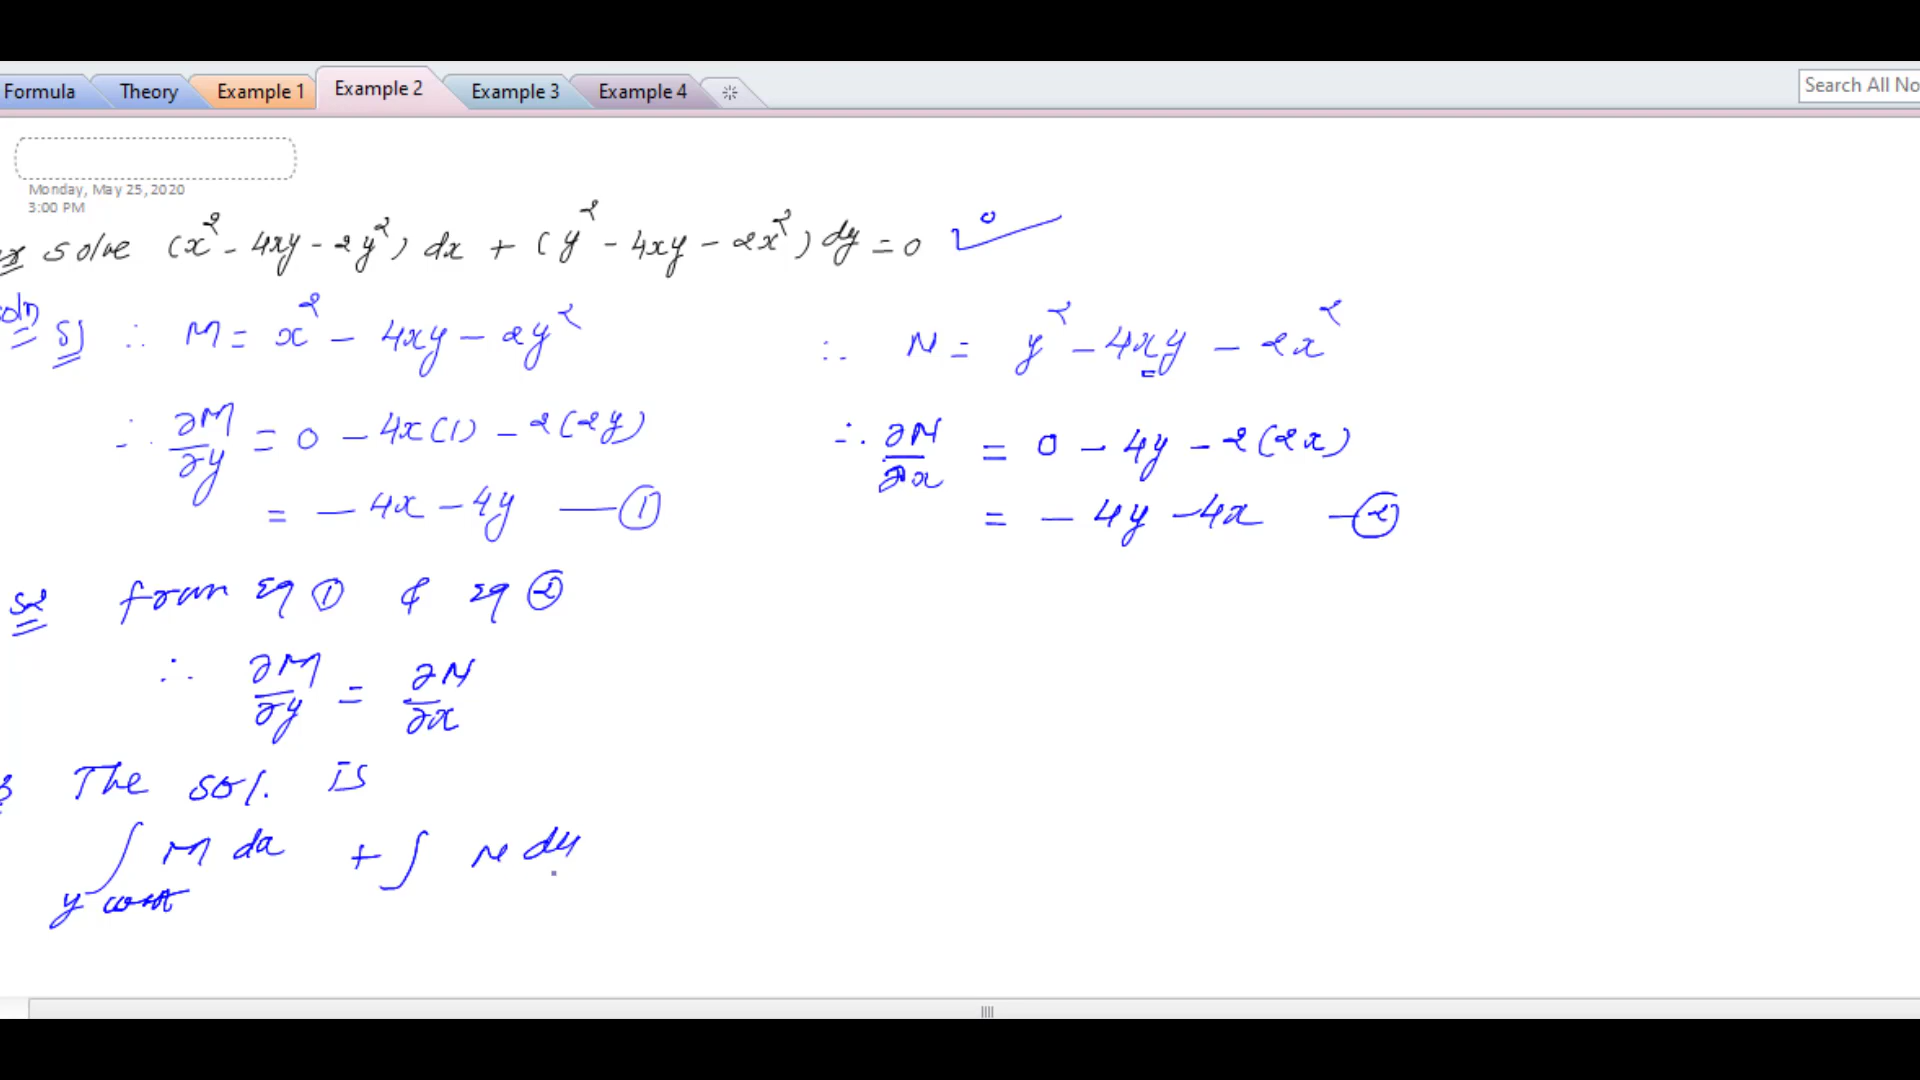 Formula Theory Example 1 Example 2 Example 3 Example 4
Search All No
Monday, May 25, 2020
3:00 PM
solve (x² - 4xy - 2y²) dx + (y² - 4xy - 2x²) dy = 0
soln S1 ∴ M = x² - 4xy - 2y² ∴ N = y² - 4xy - 2x²
∴ ∂M/∂y = 0 - 4x(1) - 2(2y) ∴ ∂N/∂x = 0 - 4y - 2(2x)
= - 4x - 4y — ① = - 4y - 4x — ②
S2 from Eq ① & Eq ②
∴ ∂M/∂y = ∂N/∂x
The sol. is
∫ M dx + ∫ N dy
y const